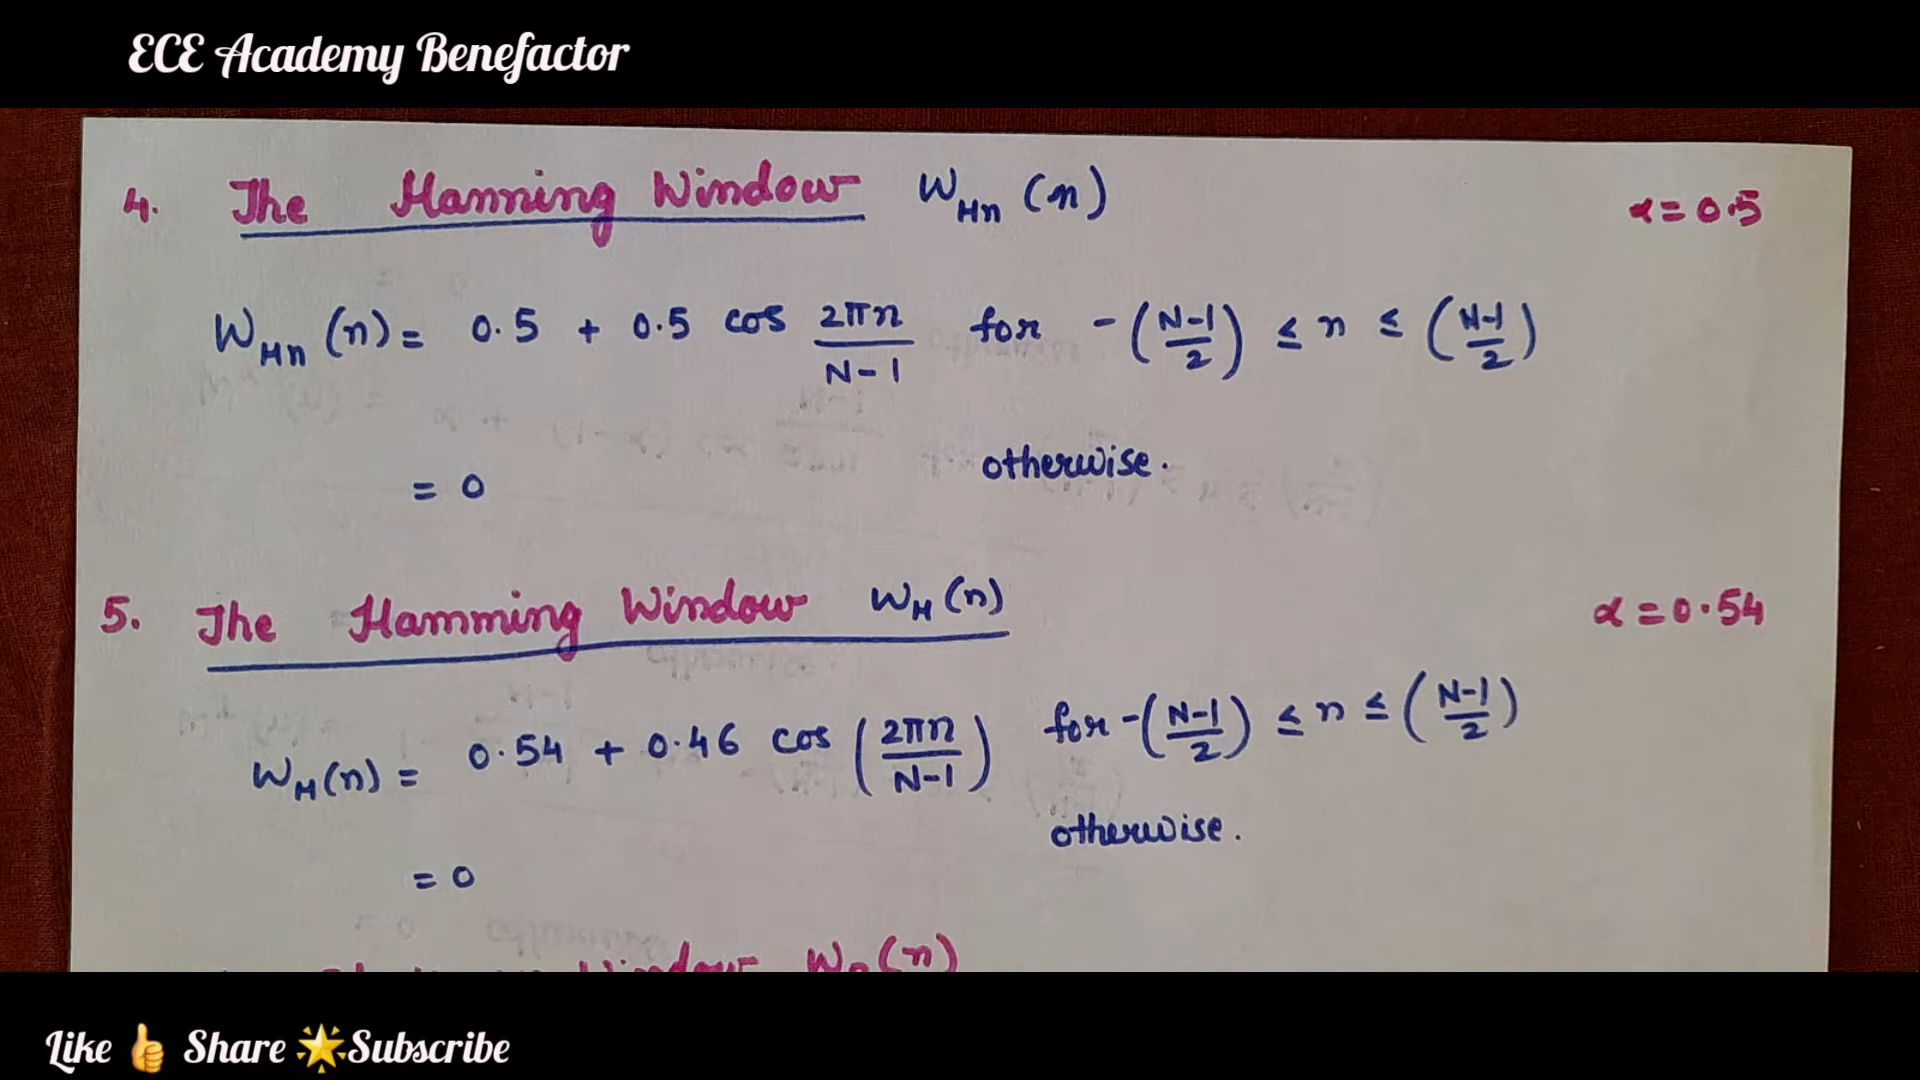 ECE Academy Benefactor
4. The Hanning Window W_Hn (n) α = 0.5
W_Hn (n) = 0.5 + 0.5 cos 2πn/(N-1) for -((N-1)/2) ≤ n ≤ ((N-1)/2)
= 0 otherwise.
5. The Hamming Window W_H (n) α = 0.54
W_H (n) = 0.54 + 0.46 cos (2πn/(N-1)) for -((N-1)/2) ≤ n ≤ ((N-1)/2)
= 0 otherwise.
Window (n)
Like 👍 Share 🌟 Subscribe